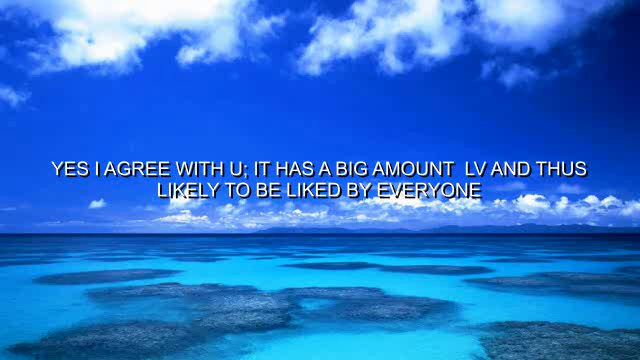 YES I AGREE WITH U; IT HAS A BIG AMOUNT  LV AND THUS
LIKELY TO BE LIKED BY EVERYONE